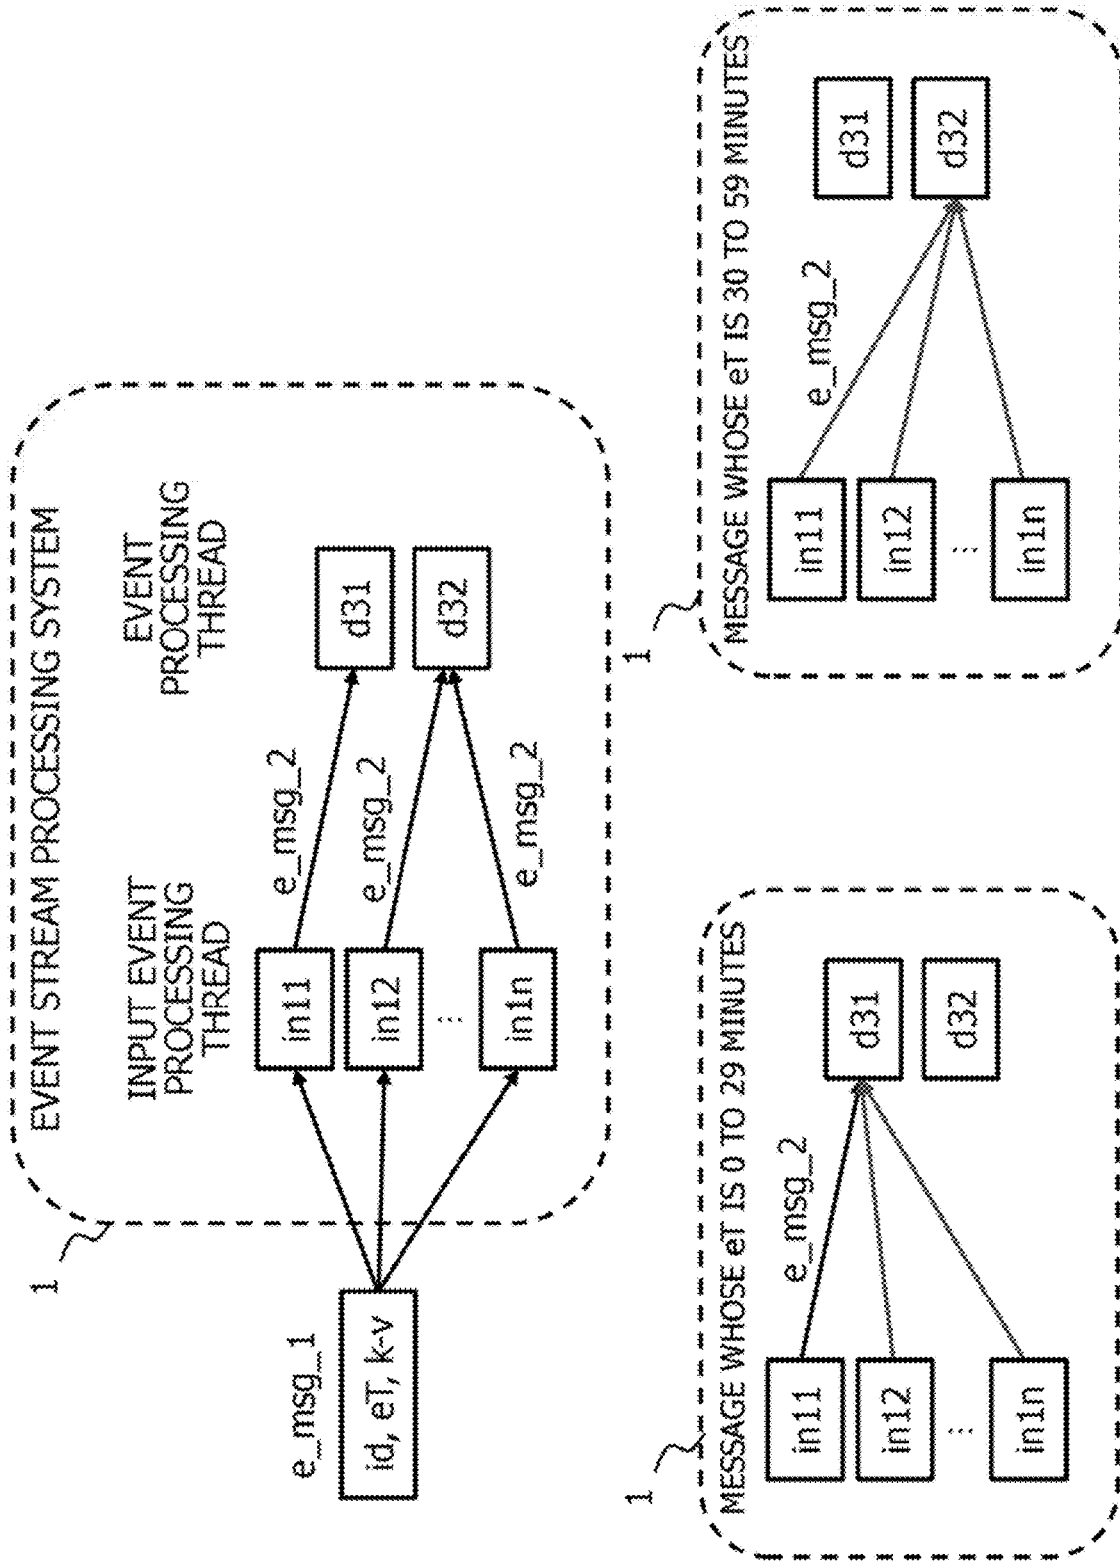 EVENT STREAM PROCESSING SYSTEM
1
INPUT EVENT
PROCESSING
THREAD
EVENT
PROCESSING
THREAD
e_msg_1
id, eT, k-v
in11
in12
...
in1n
e_msg_2
e_msg_2
e_msg_2
d31
d32
1
MESSAGE WHOSE eT IS 0 TO 29 MINUTES
in11
in12
...
in1n
e_msg_2
d31
d32
1
MESSAGE WHOSE eT IS 30 TO 59 MINUTES
in11
in12
...
in1n
e_msg_2
d31
d32